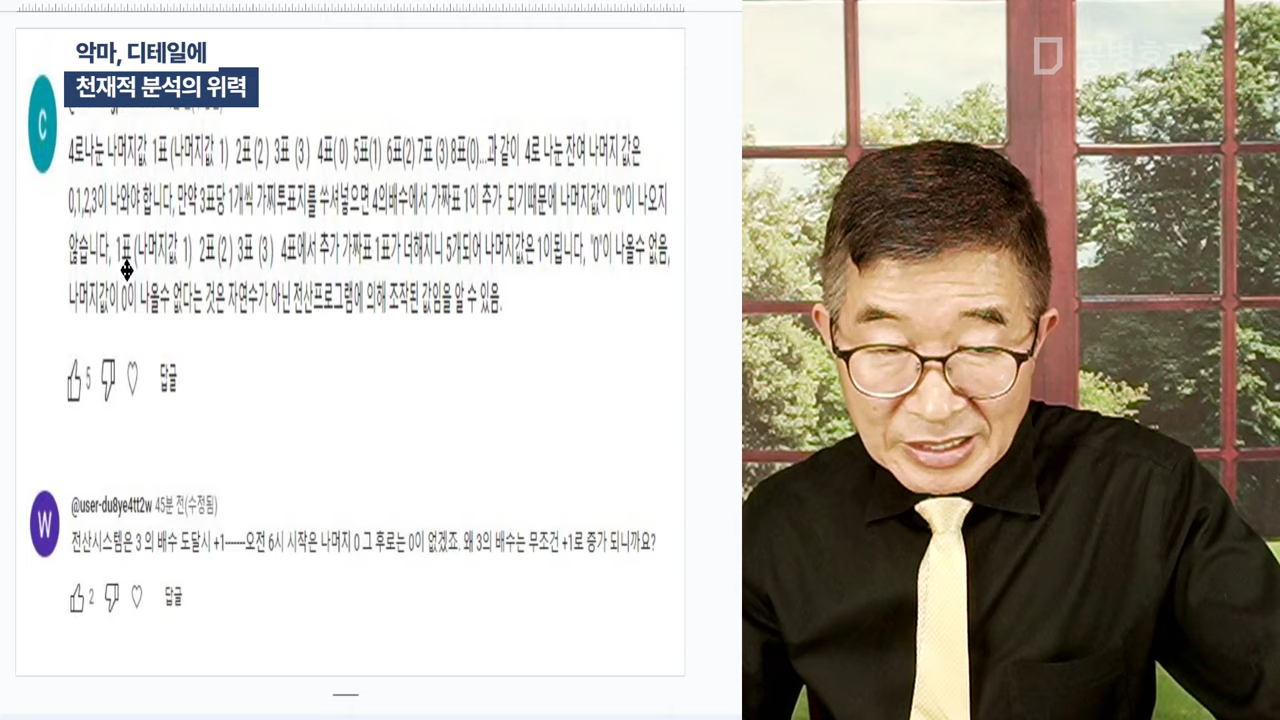 악마, 디테일에
천재적 분석의 위력
C
4로나눈 나머지값 1표(나머지값 1) 2표(2) 3표 (3) 4표(0) 5표(1) 6표(2) 7표 (3) 8표(0)...과 같이 4로 나눈 잔여 나머지 값은
0,1,2,3이 나와야 합니다, 만약 3표당 1개씩 가찌투표지를 쑤셔넣으면 4의배수에서 가짜표 1이 추가 되기때문에 나머지값이 "0"이 나오지
않습니다, 1표 (나머지값 1) 2표(2) 3표 (3) 4표에서 추가 가짜표 1표가 더해지니 5개되어 나머지값은 1이됩니다, "0"이 나올수 없음,
나머지값이 0이 나올수 없다는 것은 자연수가 아닌 전산프로그램에 의해 조작된 값임을 알 수 있음.
5 답글
W
@user-du8ye4tt2w 45분 전(수정됨)
전산시스템은 3 의 배수 도달시 +1------오전 6시 시작은 나머지 0 그 후로는 0이 없겠죠. 왜 3의 배수는 무조건 +1로 증가 되니까요?
2 답글